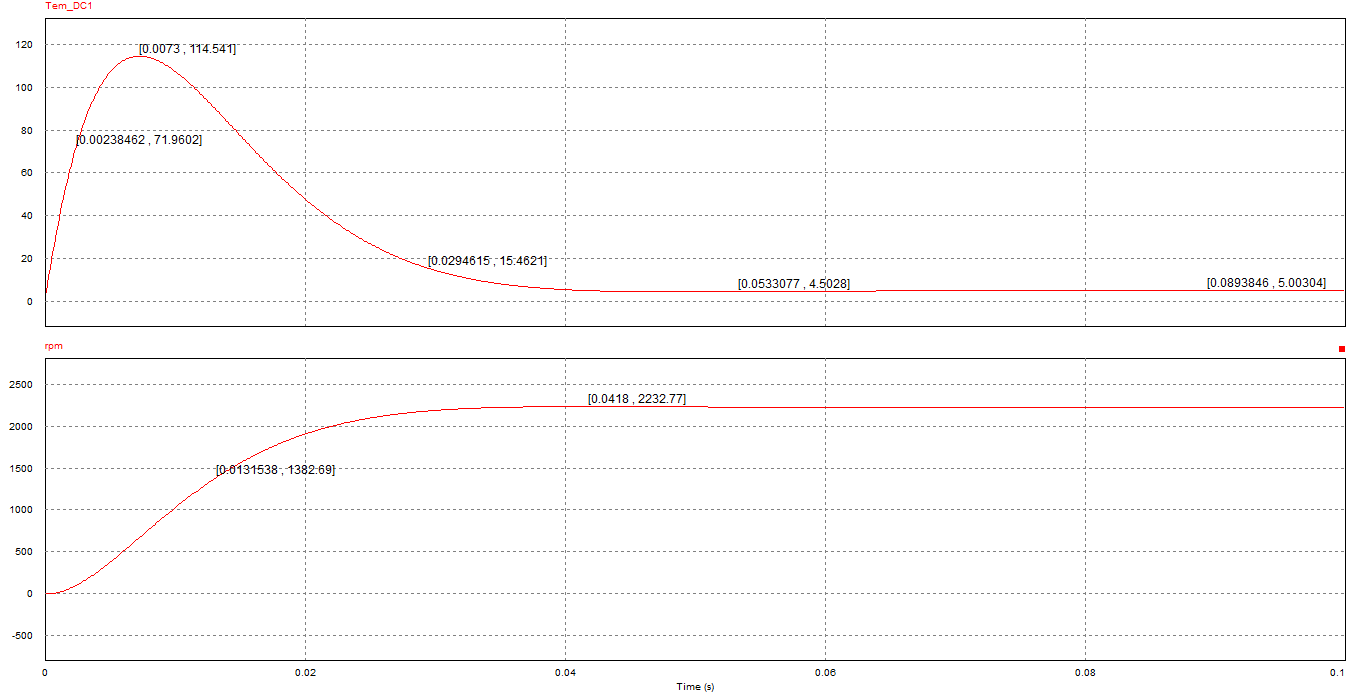 Tem_DC1
120
[0.0073 , 114.541]
100
80
[0.00238462 , 71.9602]
60
40
20
[0.0294615 , 15.4621]
[0.0533077 , 4.5028]
[0.0893846 , 5.00304]
0
rpm
2500
[0.0418 , 2232.77]
2000
1500
[0.0131538 , 1382.69]
1000
500
0
-500
0 0.02 0.04 0.06 0.08 0.1
Time (s)